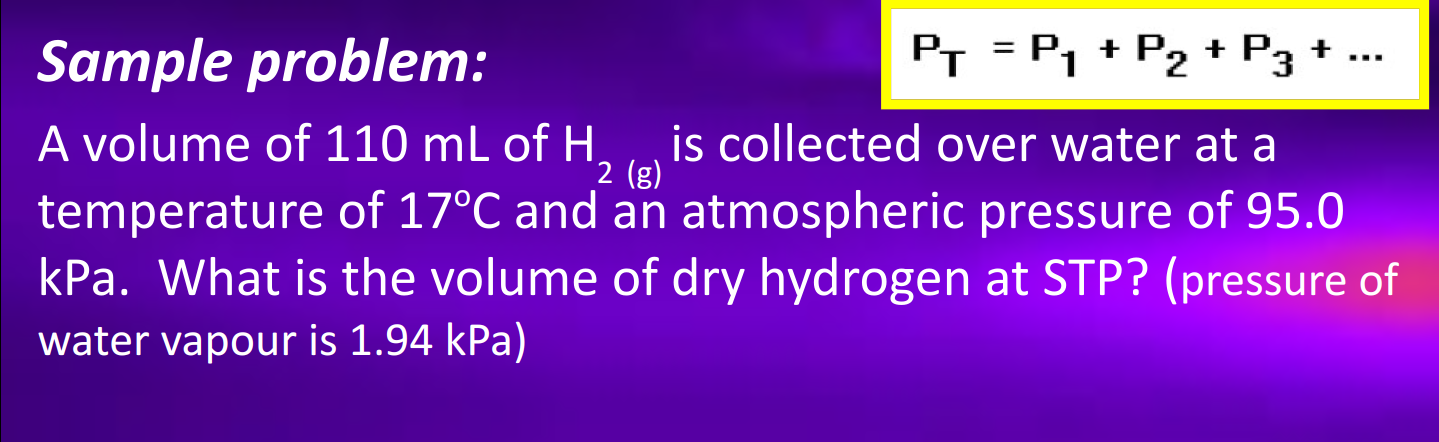 Sample problem:
P_T = P_1 + P_2 + P_3 + ...
A volume of 110 mL of H_2 (g) is collected over water at a
temperature of 17°C and an atmospheric pressure of 95.0
kPa.  What is the volume of dry hydrogen at STP? (pressure of
water vapour is 1.94 kPa)